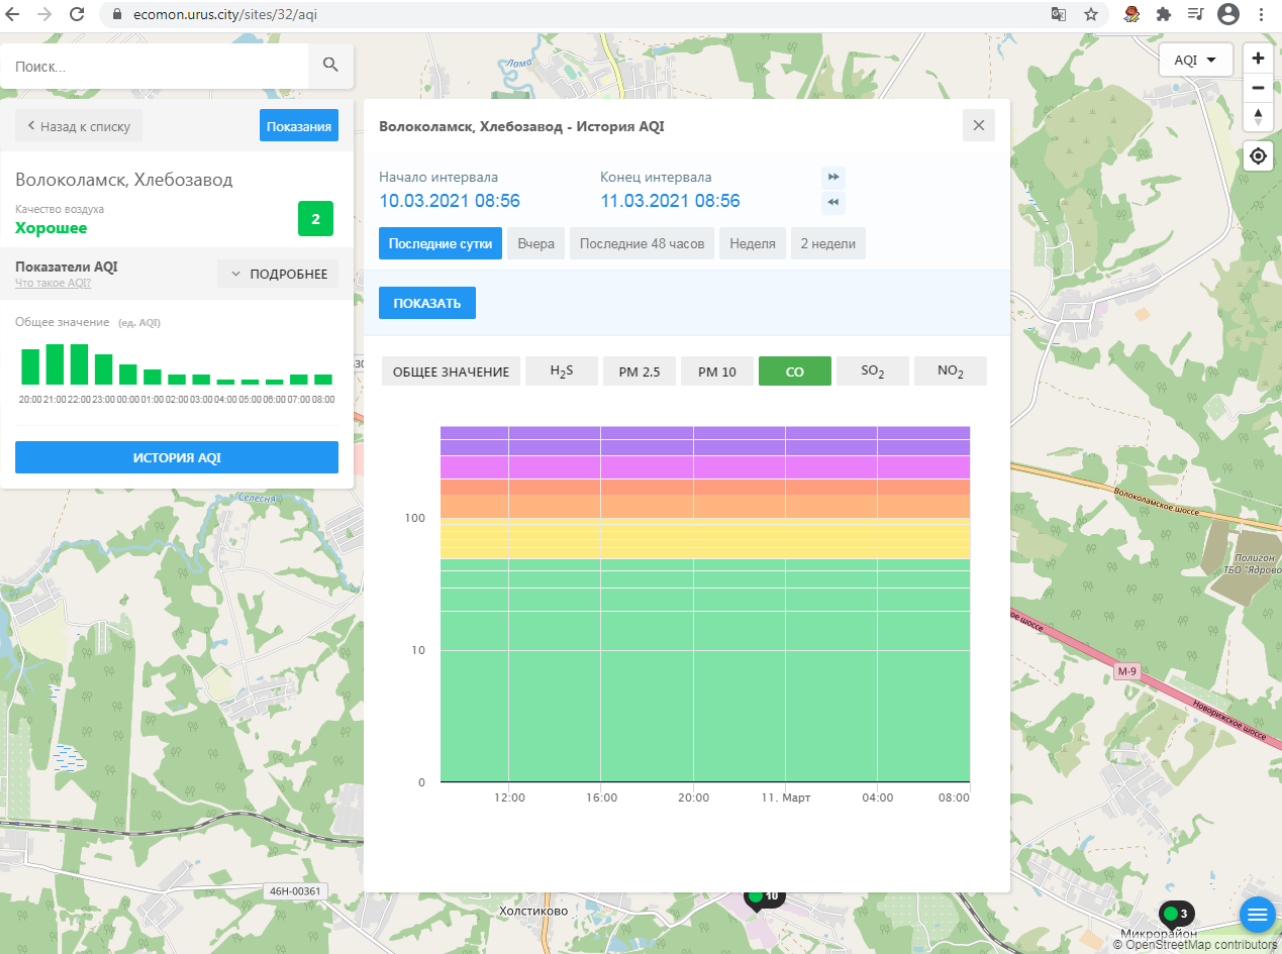 ecomon.urus.city/sites/32/aqi
Поиск...
AQI
Назад к списку
Показания
Волоколамск, Хлебозавод
Качество воздуха
Хорошее
2
Показатели AQI
Что такое AQI?
ПОДРОБНЕЕ
Общее значение (ед. AQI)
20:00 21:00 22:00 23:00 00:00 01:00 02:00 03:00 04:00 05:00 06:00 07:00 08:00
ИСТОРИЯ AQI
Волоколамск, Хлебозавод - История AQI
Начало интервала
Конец интервала
10.03.2021 08:56
11.03.2021 08:56
Последние сутки
Вчера
Последние 48 часов
Неделя
2 недели
ПОКАЗАТЬ
ОБЩЕЕ ЗНАЧЕНИЕ
H2S
PM 2.5
PM 10
CO
SO2
NO2
100
10
0
12:00
16:00
20:00
11. Март
04:00
08:00
Лама
Селесня
Волоколамское шоссе
Полигон
ТБО "Ядрово
ое шоссе
М-9
Новорижское шоссе
46Н-00361
Холстиково
10
3
Микрорайон
© OpenStreetMap contributors